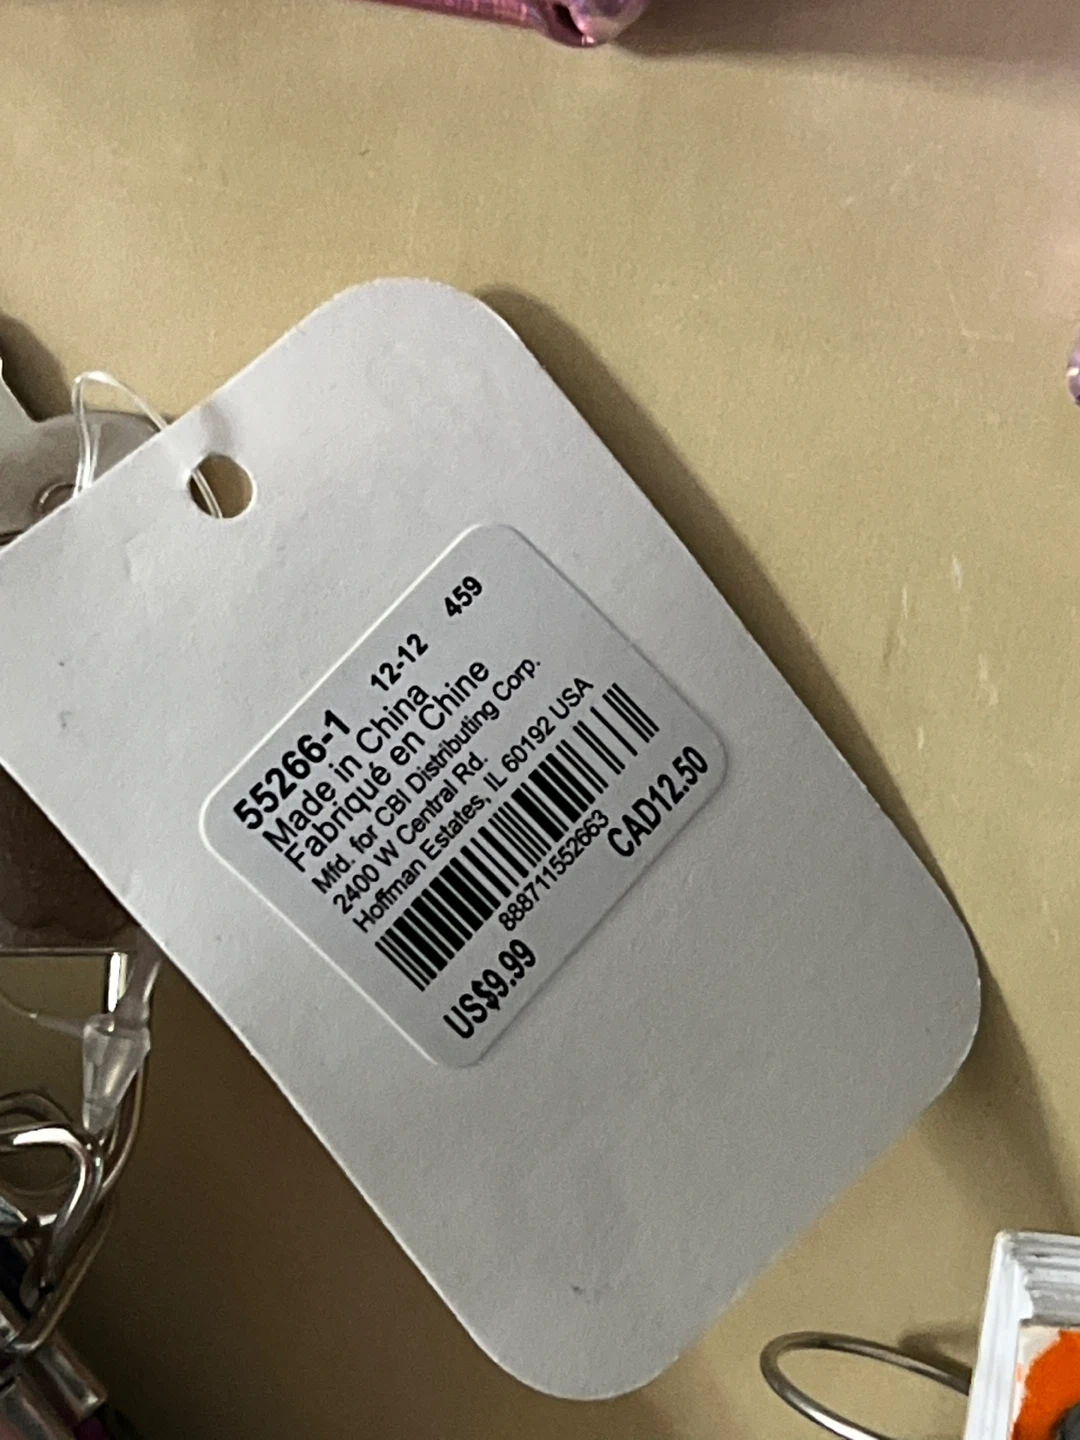 55266-1 12-12 459
Made in China
Fabriqué en Chine
Mfd. for CBI Distributing Corp.
2400 W Central Rd.
Hoffman Estates, IL 60192 USA
888711552663
US$9.99 CAD12.50